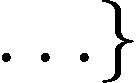 . . . }